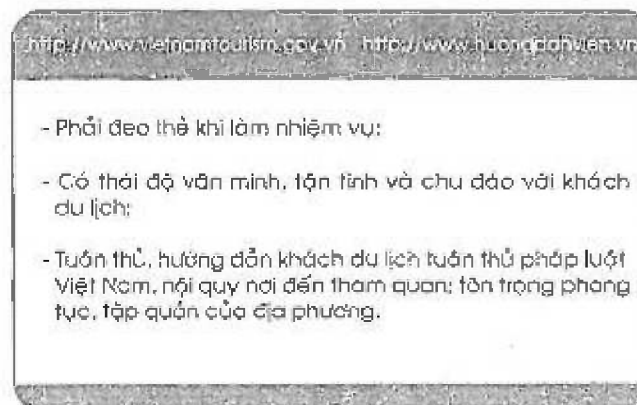 http://www.vietnamtourism.gov.vn http://www.huongdanvien.vn
- Phải đeo thẻ khi làm nhiệm vụ;
- Có thái độ văn minh, tận tình và chu đáo với khách
du lịch;
- Tuân thủ, hướng dẫn khách du lịch tuân thủ pháp luật
Việt Nam, nội quy nơi đến tham quan; tôn trọng phong
tục, tập quán của địa phương.